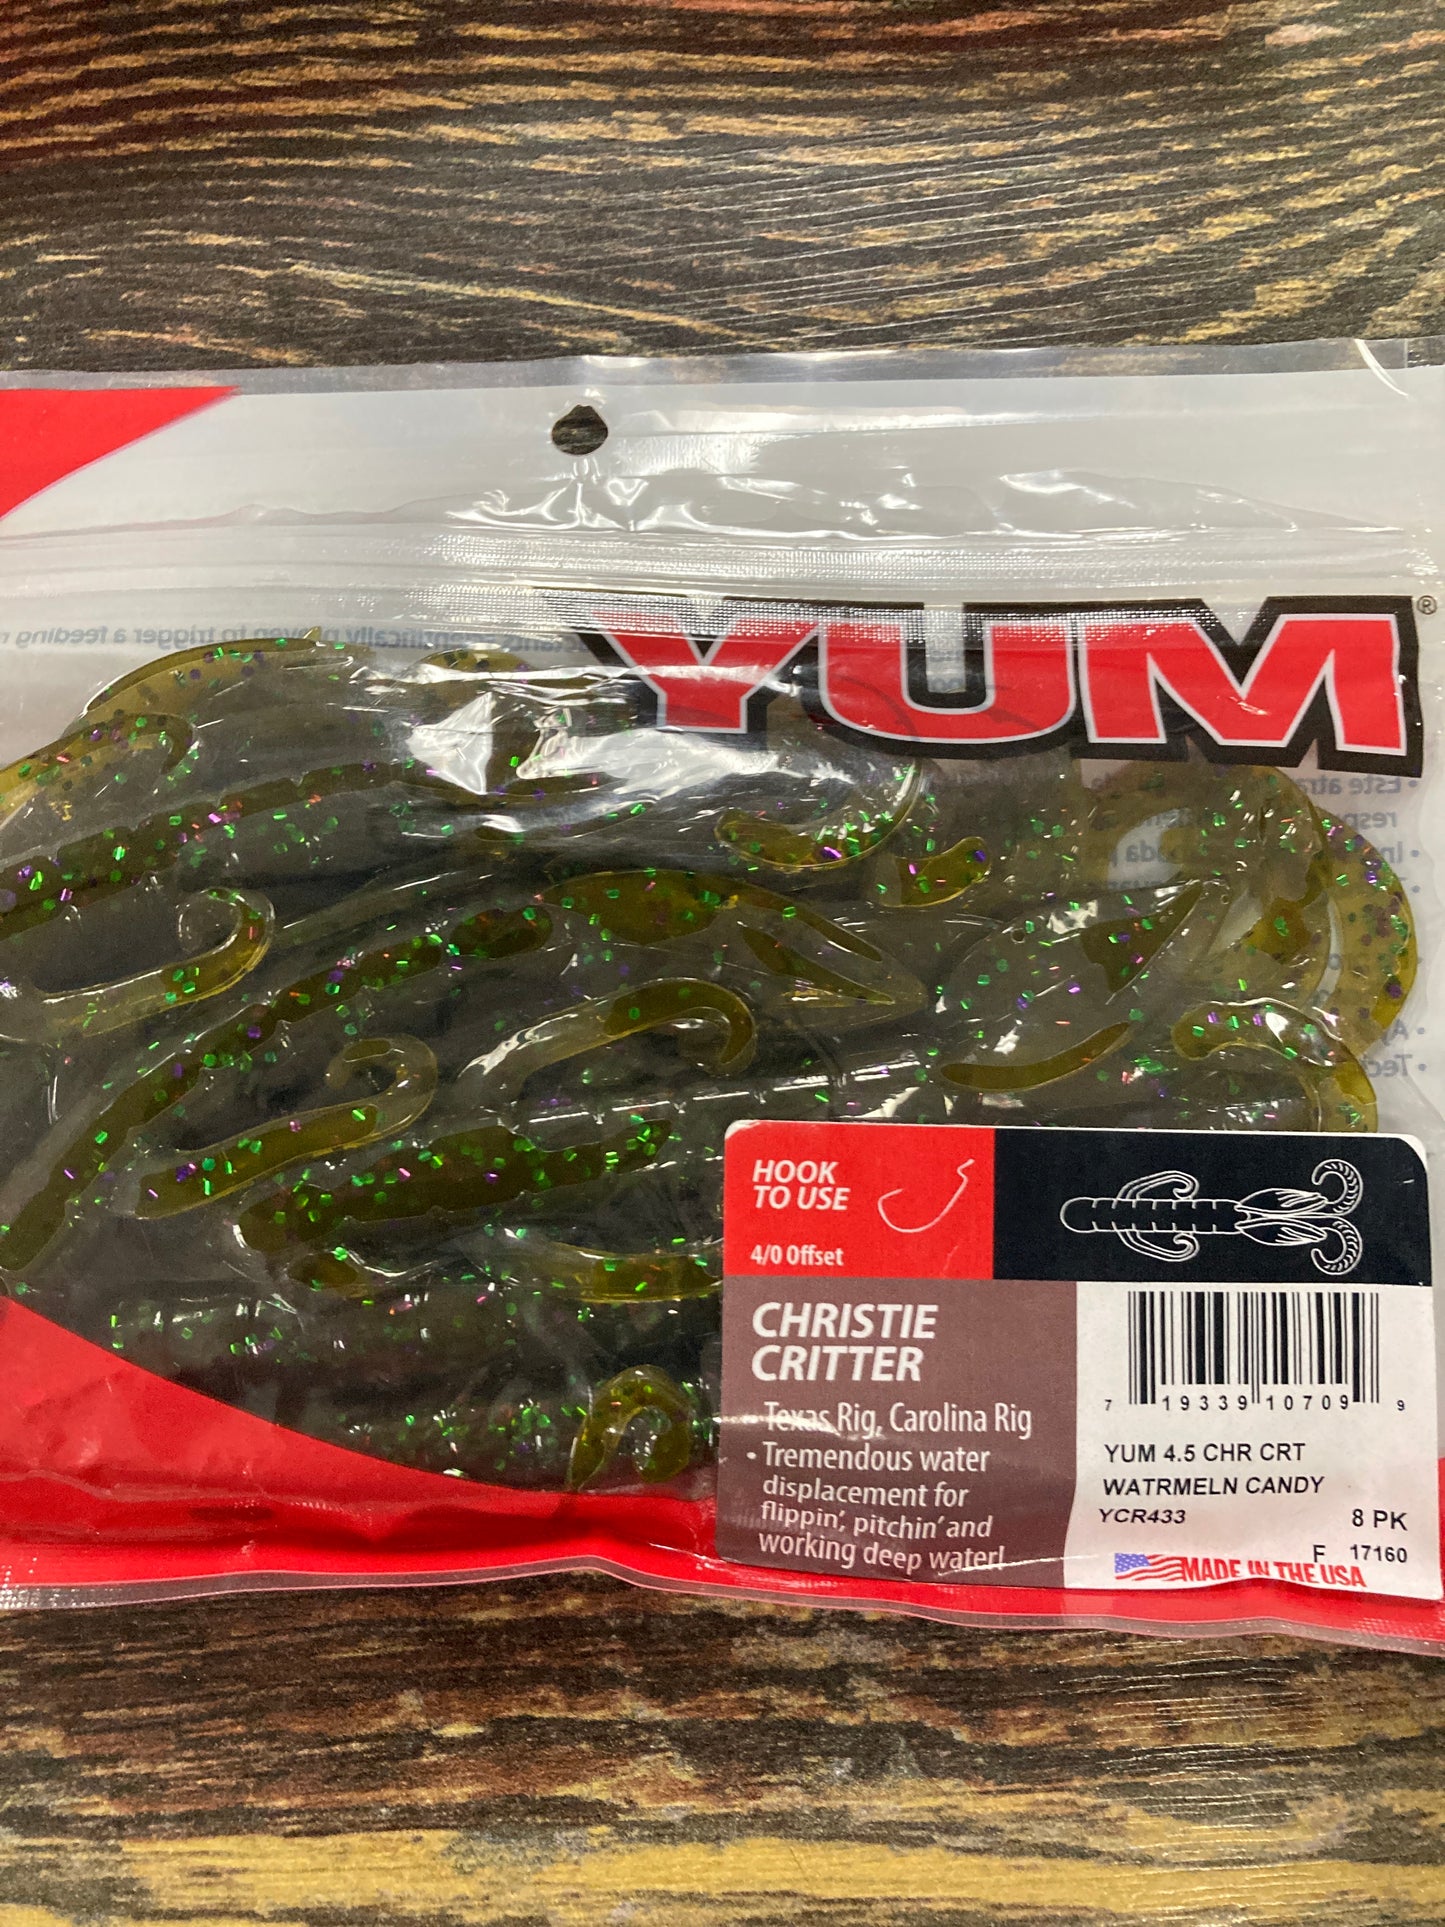 YUM®
HOOK
TO USE
4/0 Offset
CHRISTIE
CRITTER
Texas Rig, Carolina Rig
• Tremendous water
displacement for
flippin', pitchin' and
working deep water!
7 19339 10709 9
YUM 4.5 CHR CRT
WATRMELN CANDY
YCR433
8 PK
F 17160
MADE IN THE USA